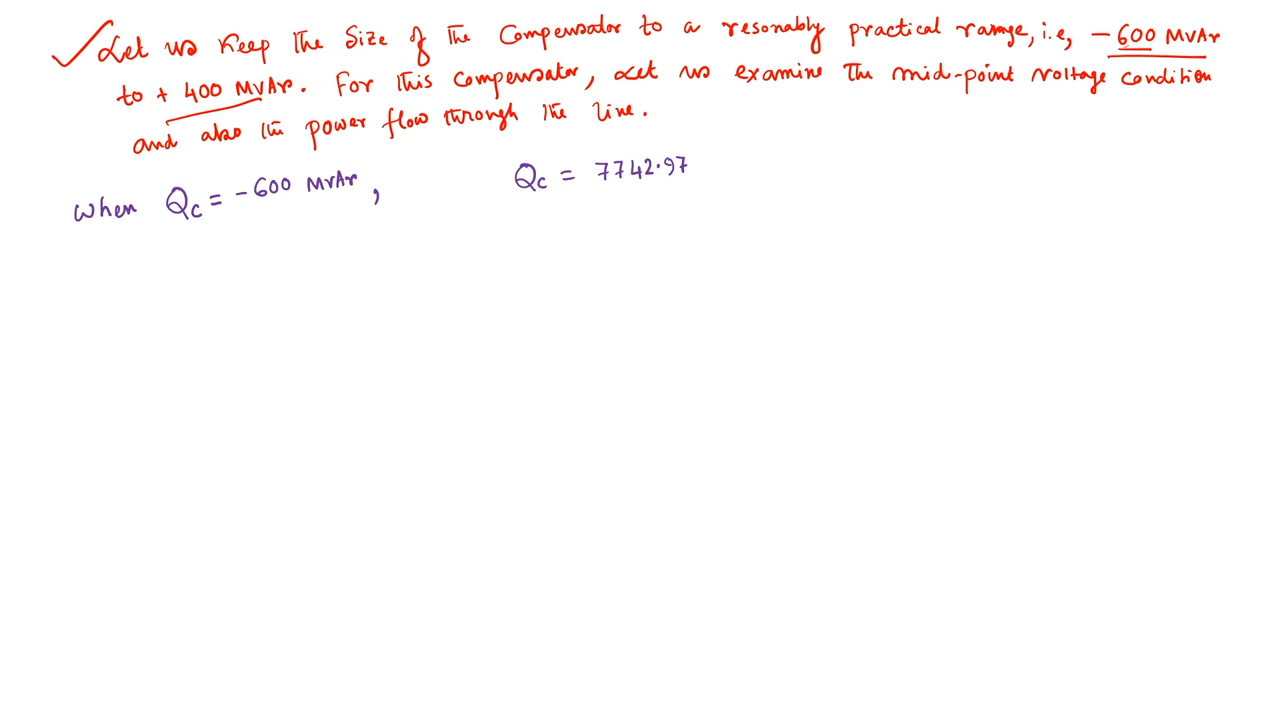 Let us keep the size of the compensator to a resonably practical range, i.e, - 600 MVAr
to + 400 MVAr. For this compensator, let us examine the mid-point voltage condition
and also the power flow through the line.
when Qc = -600 MVAr, Qc = 7742.97